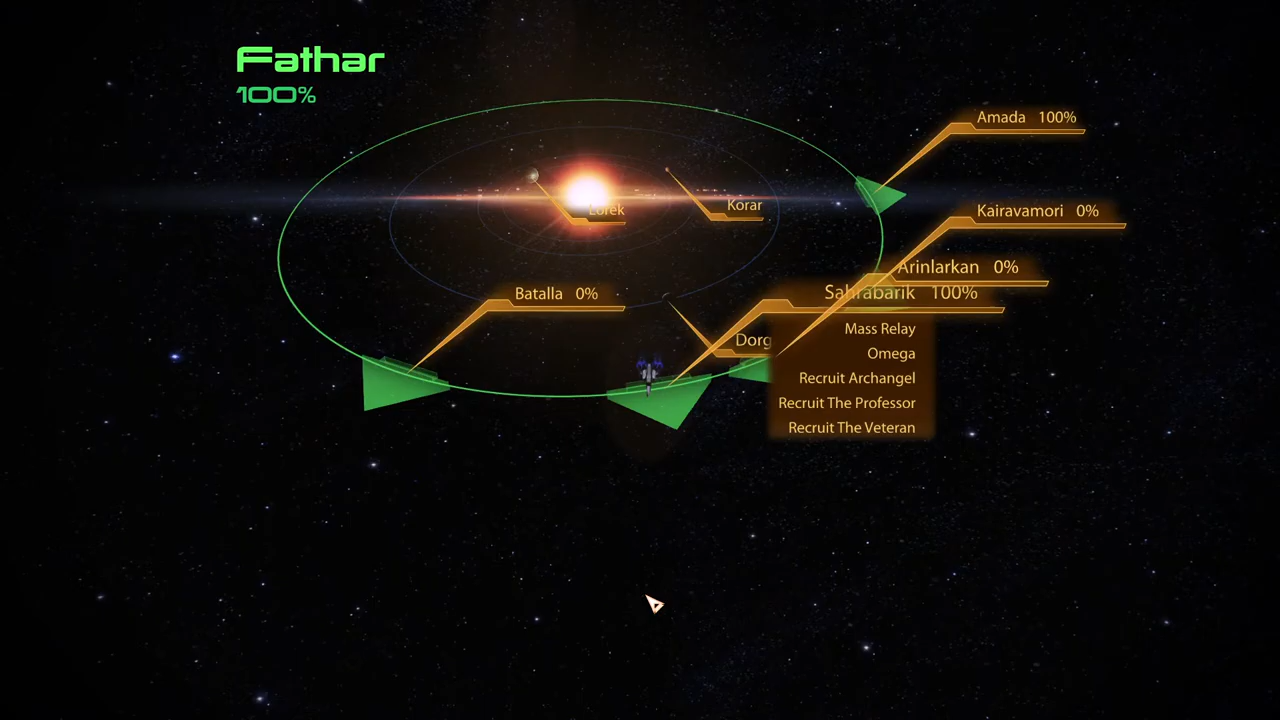 Fathar
100%
Amada 100%
Lorek
Korar
Kairavamori 0%
Arinlarkan 0%
Batalla 0%
Sahrabarik 100%
Mass Relay
Dorg
Omega
Recruit Archangel
Recruit The Professor
Recruit The Veteran